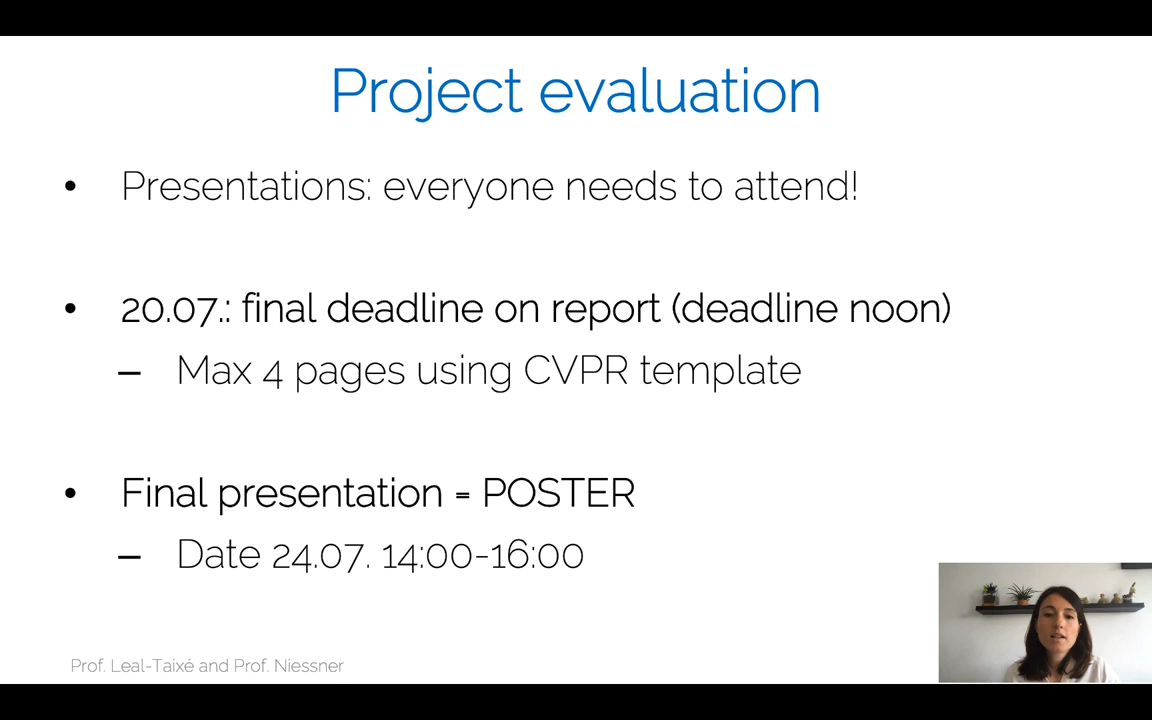 Project evaluation
• Presentations: everyone needs to attend!
• 20.07.: final deadline on report (deadline noon)
– Max 4 pages using CVPR template
• Final presentation = POSTER
– Date 24.07. 14:00-16:00
Prof. Leal-Taixé and Prof. Niessner